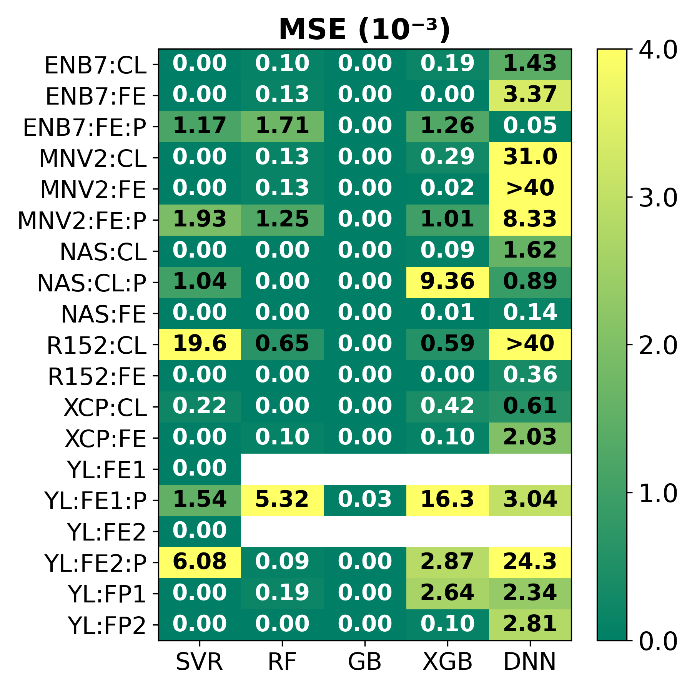 MSE (10⁻³)
ENB7:CL 0.00 0.10 0.00 0.19 1.43 4.0
ENB7:FE 0.00 0.13 0.00 0.00 3.37
ENB7:FE:P 1.17 1.71 0.00 1.26 0.05
MNV2:CL 0.00 0.13 0.00 0.29 31.0
MNV2:FE 0.00 0.13 0.00 0.02 >40 3.0
MNV2:FE:P 1.93 1.25 0.00 1.01 8.33
NAS:CL 0.00 0.00 0.00 0.09 1.62
NAS:CL:P 1.04 0.00 0.00 9.36 0.89
NAS:FE 0.00 0.00 0.00 0.01 0.14
R152:CL 19.6 0.65 0.00 0.59 >40 2.0
R152:FE 0.00 0.00 0.00 0.00 0.36
XCP:CL 0.22 0.00 0.00 0.42 0.61
XCP:FE 0.00 0.10 0.00 0.10 2.03
YL:FE1 0.00
YL:FE1:P 1.54 5.32 0.03 16.3 3.04 1.0
YL:FE2 0.00
YL:FE2:P 6.08 0.09 0.00 2.87 24.3
YL:FP1 0.00 0.19 0.00 2.64 2.34
YL:FP2 0.00 0.00 0.00 0.10 2.81 0.0
SVR RF GB XGB DNN